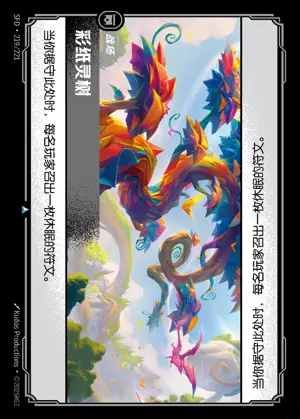 SFD • 219/221
战场
彩纸灵树
当你据守此处时，每名玩家召出一枚休眠的符文。
当你据守此处时，每名玩家召出一枚休眠的符文。
Kudos Productions • © 2025 RGI